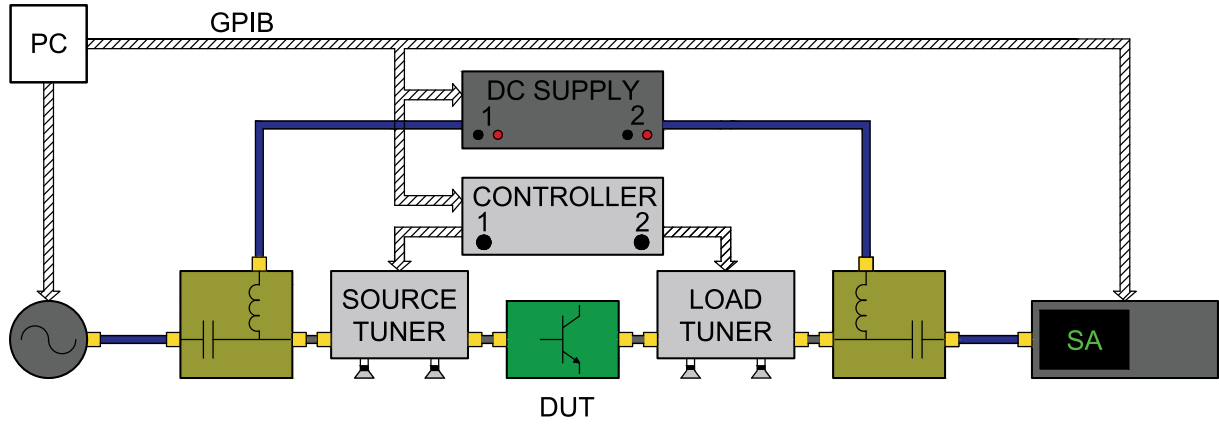 PC
GPIB
DC SUPPLY
1 2
CONTROLLER
1 2
SOURCE
TUNER
LOAD
TUNER
SA
DUT